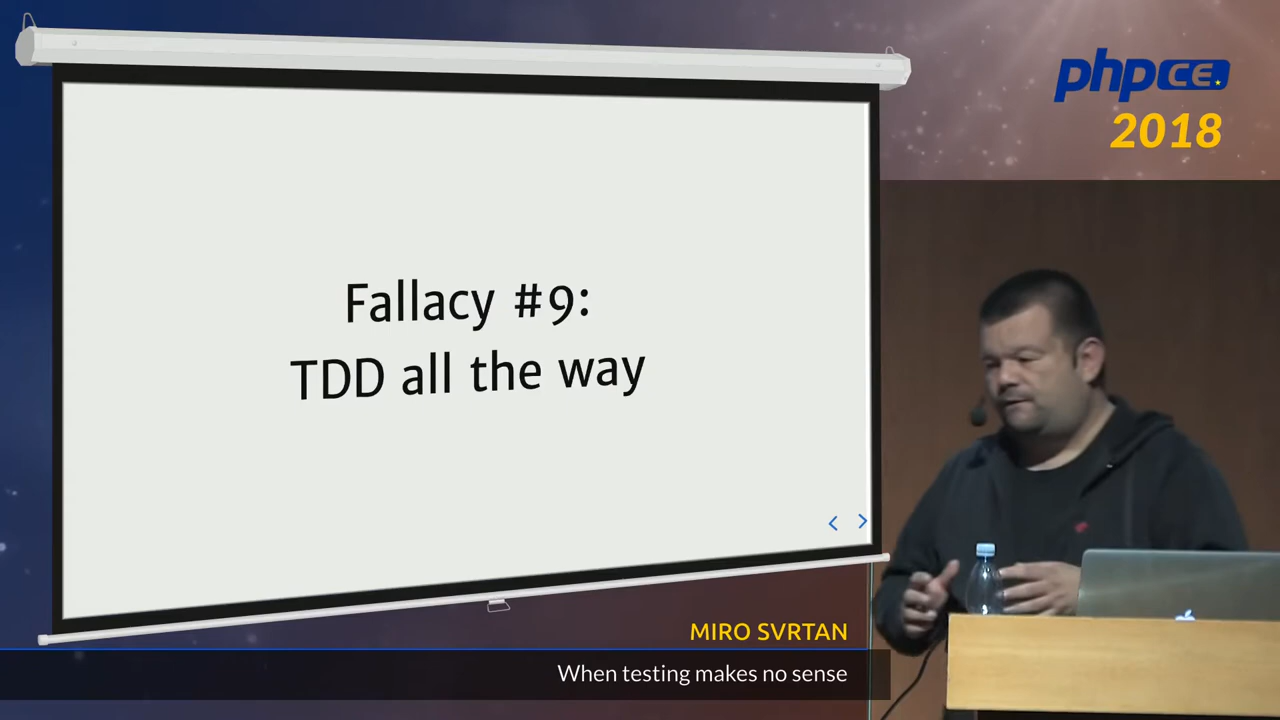 phpCE.
2018
Fallacy #9:
TDD all the way
MIRO SVRTAN
When testing makes no sense